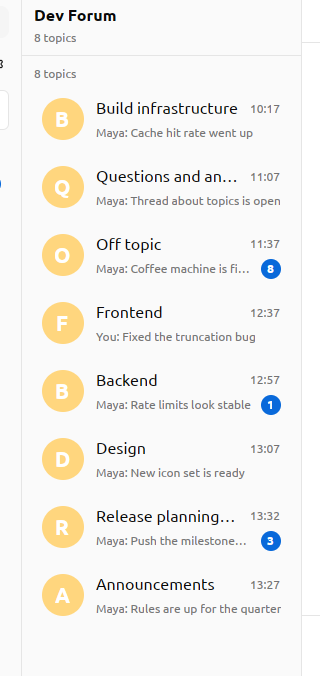 Dev Forum
8 topics
8 topics
B
Build infrastructure
10:17
Maya: Cache hit rate went up
Q
Questions and an…
11:07
Maya: Thread about topics is open
O
Off topic
11:37
Maya: Coffee machine is fi…
8
F
Frontend
12:37
You: Fixed the truncation bug
B
Backend
12:57
Maya: Rate limits look stable
1
D
Design
13:07
Maya: New icon set is ready
R
Release planning…
13:32
Maya: Push the milestone…
3
A
Announcements
13:27
Maya: Rules are up for the quarter